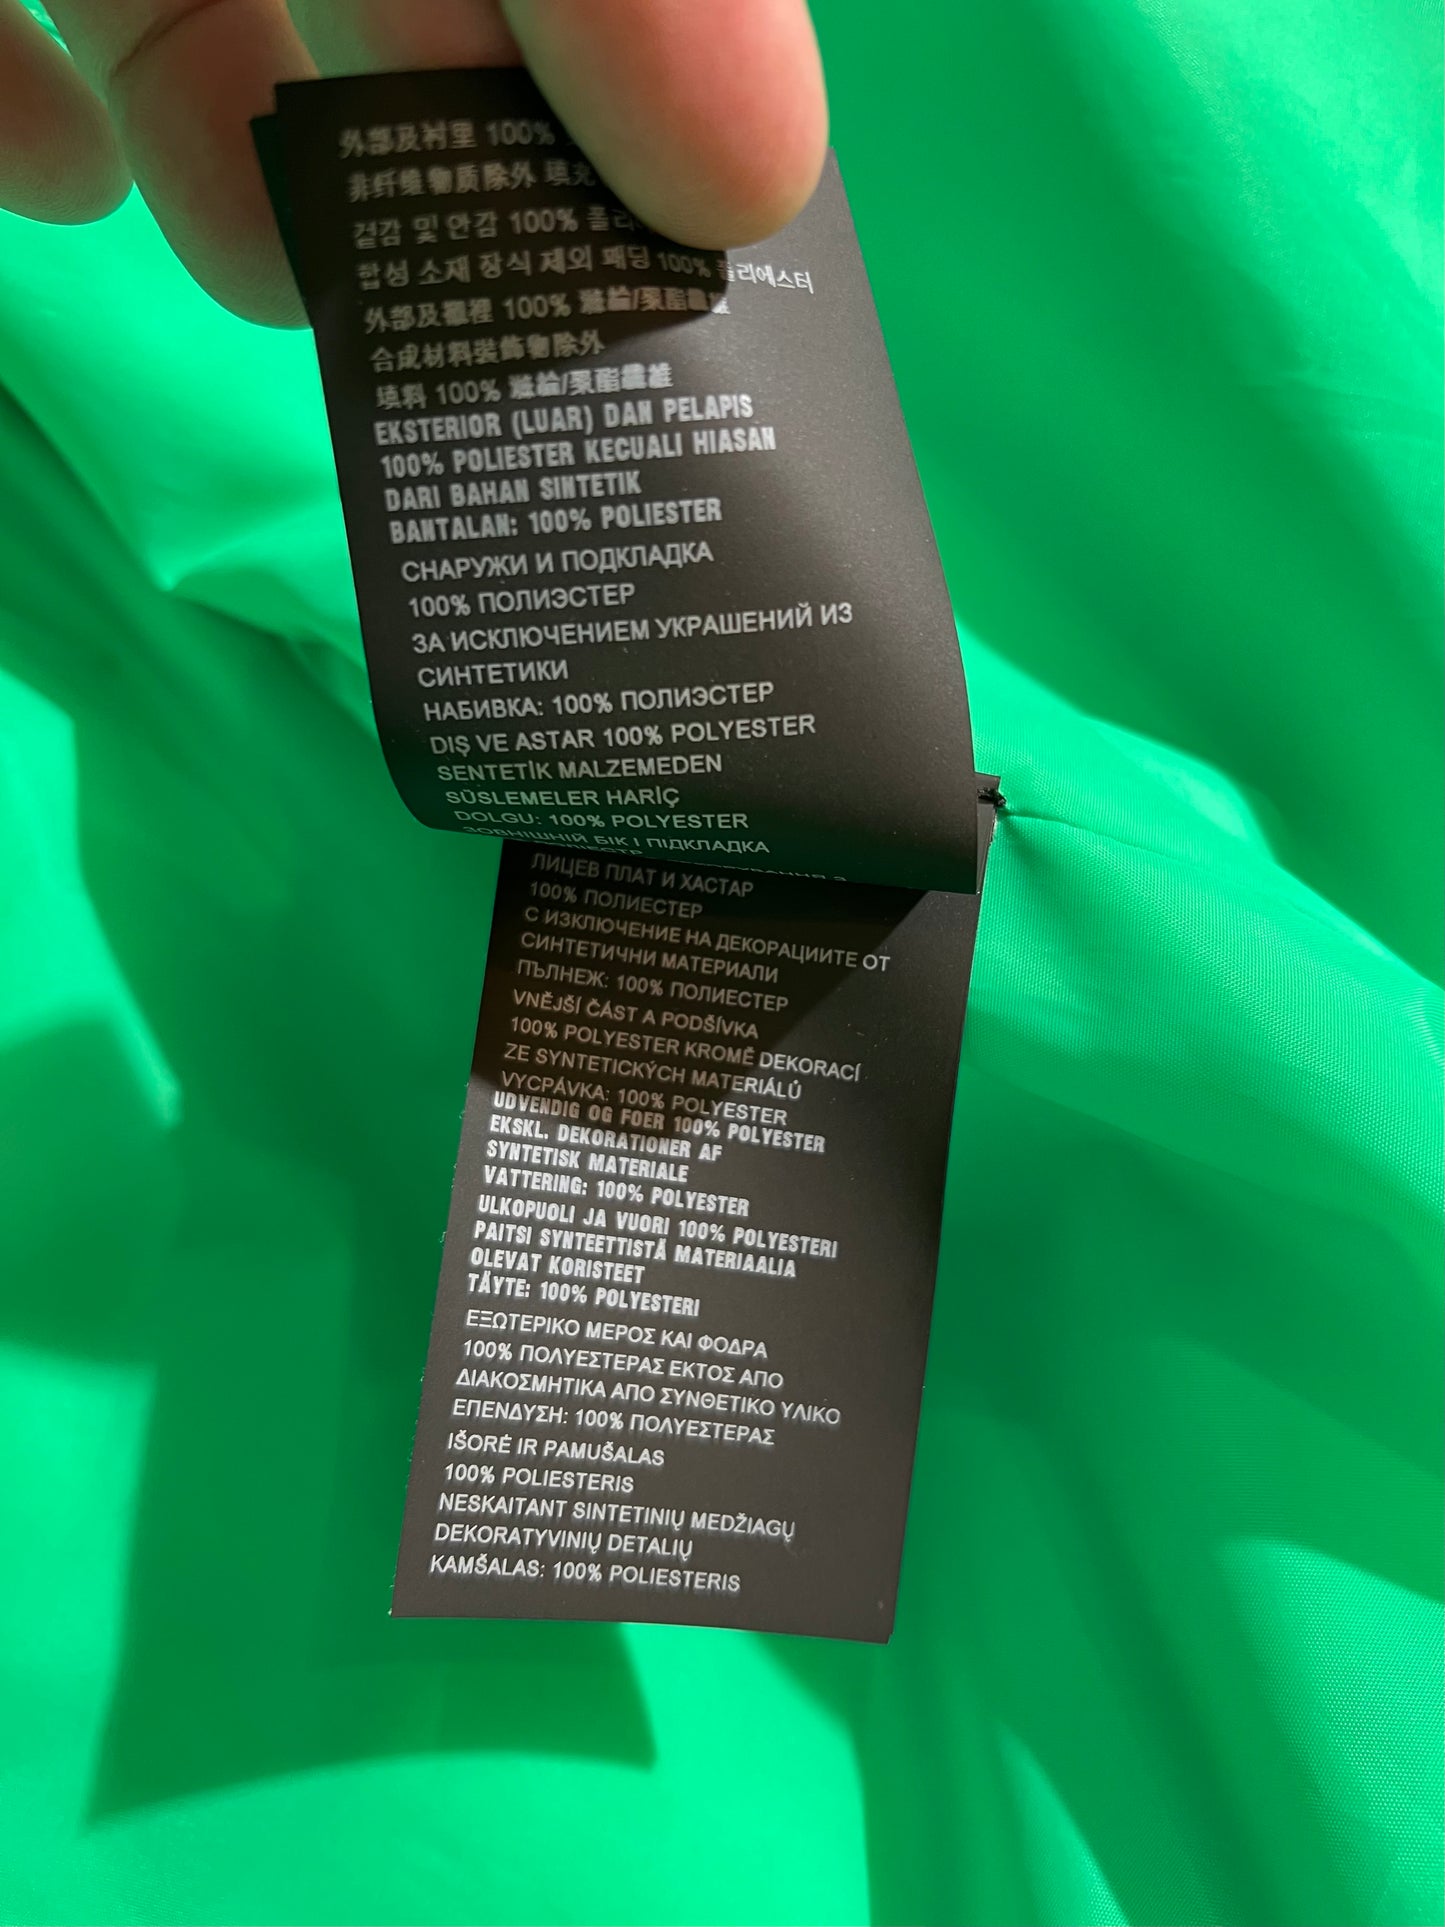 外部及衬里 100%
非纤维物质除外 填充
겉감 및 안감 100% 폴리
합성 소재 장식 제외 패딩 100% 폴리에스터
外部及襯裡 100% 滌綸/聚酯纖維
合成材料裝飾物除外
填料 100% 滌綸/聚酯纖維
EKSTERIOR (LUAR) DAN PELAPIS
100% POLIESTER KECUALI HIASAN
DARI BAHAN SINTETIK
BANTALAN: 100% POLIESTER
СНАРУЖИ И ПОДКЛАДКА
100% ПОЛИЭСТЕР
ЗА ИСКЛЮЧЕНИЕМ УКРАШЕНИЙ ИЗ
СИНТЕТИКИ
НАБИВКА: 100% ПОЛИЭСТЕР
DIŞ VE ASTAR 100% POLYESTER
SENTETİK MALZEMEDEN
SÜSLEMELER HARİÇ
DOLGU: 100% POLYESTER
ЗОВНІШНІЙ БІК І ПІДКЛАДКА
ЛИЦЕВ ПЛАТ И ХАСТАР
100% ПОЛИЕСТЕР
С ИЗКЛЮЧЕНИЕ НА ДЕКОРАЦИИТЕ ОТ
СИНТЕТИЧНИ МАТЕРИАЛИ
ПЪЛНЕЖ: 100% ПОЛИЕСТЕР
VNĚJŠÍ ČÁST A PODŠÍVKA
100% POLYESTER KROMĚ DEKORACÍ
ZE SYNTETICKÝCH MATERIÁLŮ
VYCPÁVKA: 100% POLYESTER
UDVENDIG OG FOER 100% POLYESTER
EKSKL. DEKORATIONER AF
SYNTETISK MATERIALE
VATTERING: 100% POLYESTER
ULKOPUOLI JA VUORI 100% POLYESTERI
PAITSI SYNTEETTISTÄ MATERIAALIA
OLEVAT KORISTEET
TÄYTE: 100% POLYESTERI
ΕΞΩΤΕΡΙΚΟ ΜΕΡΟΣ ΚΑΙ ΦΟΔΡΑ
100% ΠΟΛΥΕΣΤΕΡΑΣ ΕΚΤΟΣ ΑΠΟ
ΔΙΑΚΟΣΜΗΤΙΚΑ ΑΠΟ ΣΥΝΘΕΤΙΚΟ ΥΛΙΚΟ
ΕΠΕΝΔΥΣΗ: 100% ΠΟΛΥΕΣΤΕΡΑΣ
IŠORĖ IR PAMUŠALAS
100% POLIESTERIS
NESKAITANT SINTETINIŲ MEDŽIAGŲ
DEKORATYVINIŲ DETALIŲ
KAMŠALAS: 100% POLIESTERIS